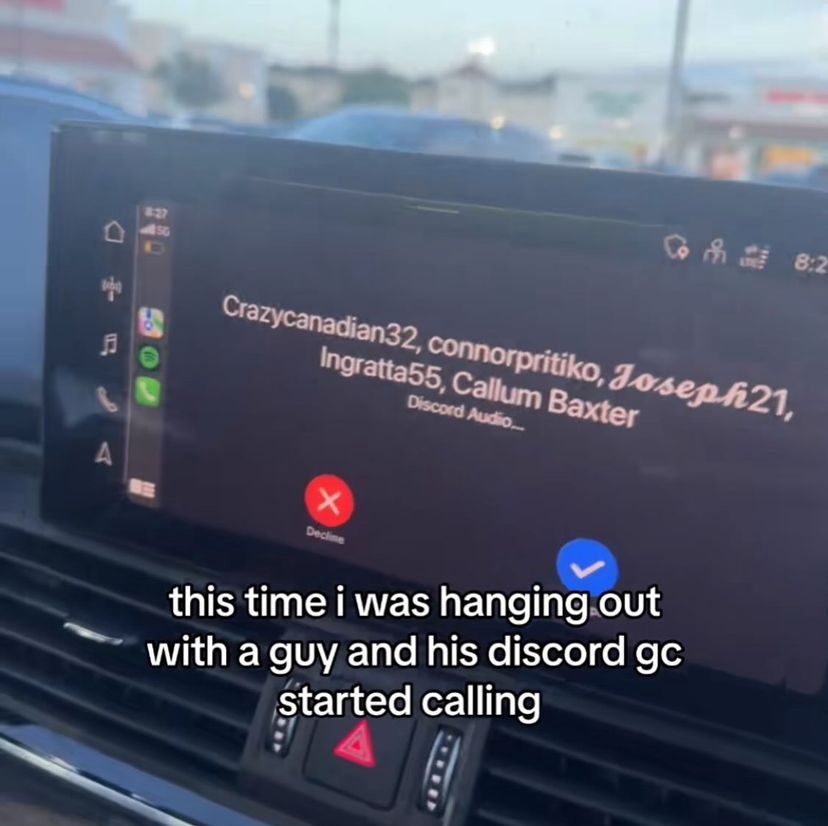 8:27
5G
LTE
8:2
Crazycanadian32, connorpritiko, 𝓙𝓸𝓼𝓮𝓹𝓱21,
Ingratta55, Callum Baxter
Discord Audio...
Decline
this time i was hanging out
with a guy and his discord gc
started calling